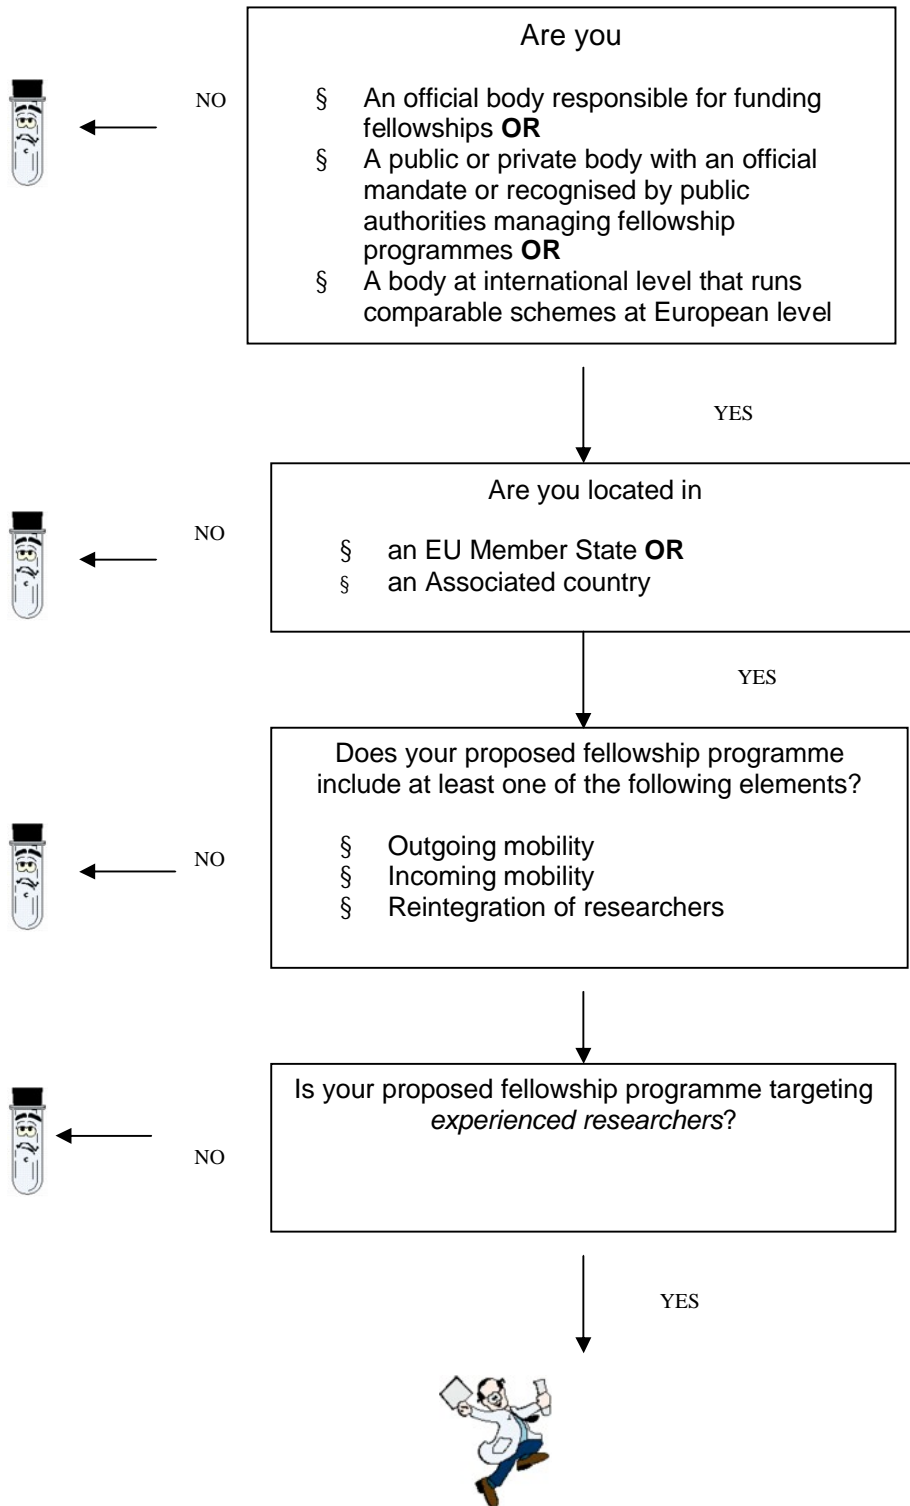 Are you
NO
§ An official body responsible for funding
fellowships OR
§ A public or private body with an official
mandate or recognised by public
authorities managing fellowship
programmes OR
§ A body at international level that runs
comparable schemes at European level
YES
Are you located in
NO
§ an EU Member State OR
§ an Associated country
YES
Does your proposed fellowship programme
include at least one of the following elements?
NO
§ Outgoing mobility
§ Incoming mobility
§ Reintegration of researchers
Is your proposed fellowship programme targeting
experienced researchers?
NO
YES